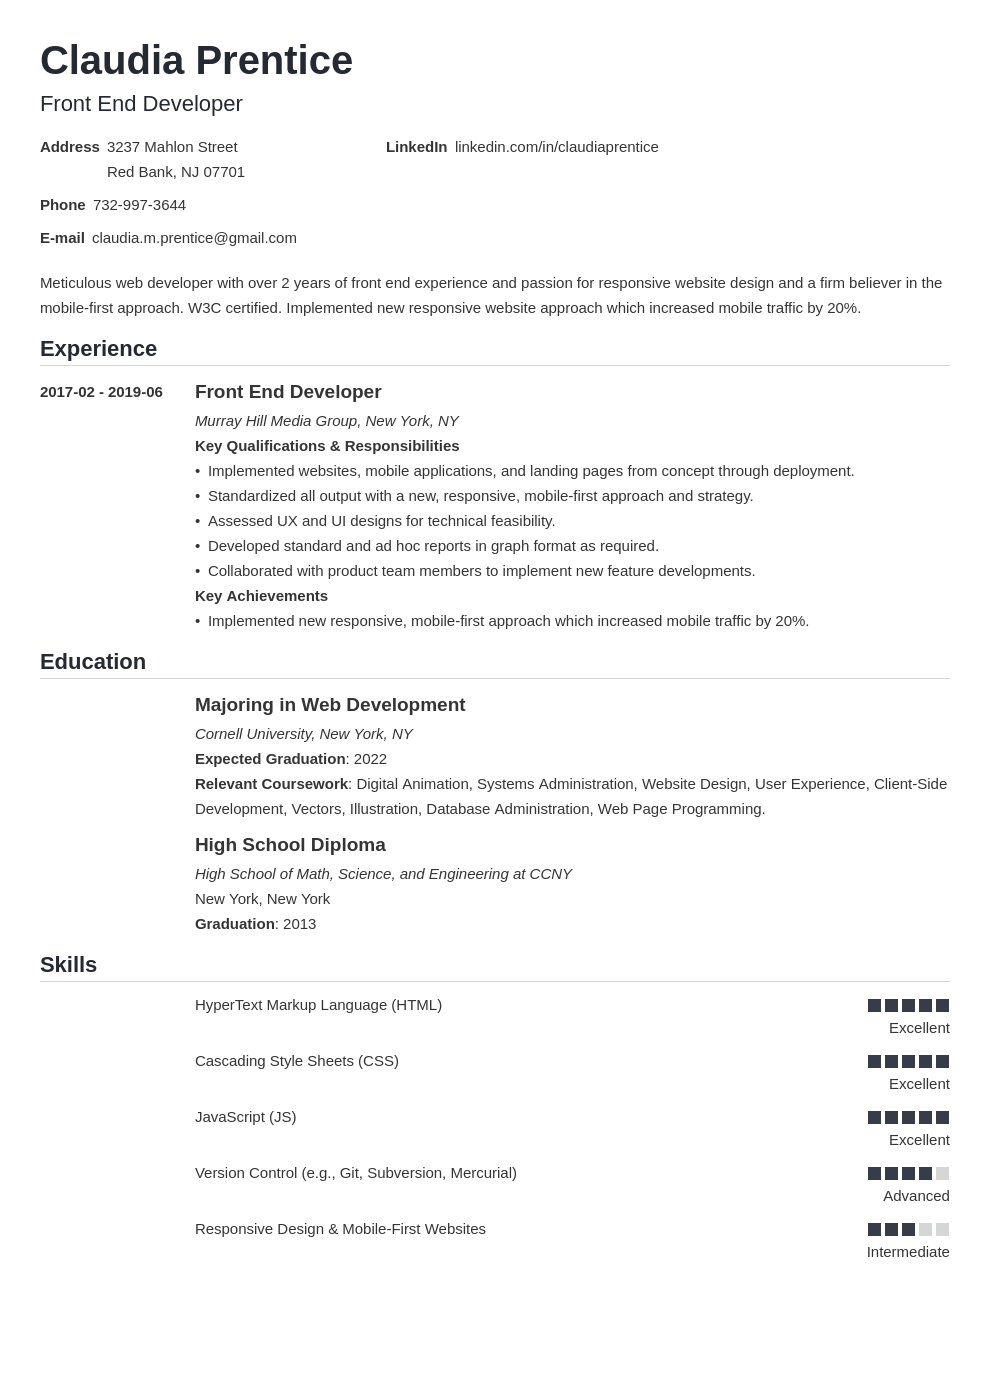 Claudia Prentice
Front End Developer
Address 3237 Mahlon Street
Red Bank, NJ 07701
Phone 732-997-3644
E-mail claudia.m.prentice@gmail.com
LinkedIn linkedin.com/in/claudiaprentice
Meticulous web developer with over 2 years of front end experience and passion for responsive website design and a firm believer in the
mobile-first approach. W3C certified. Implemented new responsive website approach which increased mobile traffic by 20%.
Experience
2017-02 - 2019-06
Front End Developer
Murray Hill Media Group, New York, NY
Key Qualifications & Responsibilities
• Implemented websites, mobile applications, and landing pages from concept through deployment.
• Standardized all output with a new, responsive, mobile-first approach and strategy.
• Assessed UX and UI designs for technical feasibility.
• Developed standard and ad hoc reports in graph format as required.
• Collaborated with product team members to implement new feature developments.
Key Achievements
• Implemented new responsive, mobile-first approach which increased mobile traffic by 20%.
Education
Majoring in Web Development
Cornell University, New York, NY
Expected Graduation: 2022
Relevant Coursework: Digital Animation, Systems Administration, Website Design, User Experience, Client-Side
Development, Vectors, Illustration, Database Administration, Web Page Programming.
High School Diploma
High School of Math, Science, and Engineering at CCNY
New York, New York
Graduation: 2013
Skills
HyperText Markup Language (HTML)
Excellent
Cascading Style Sheets (CSS)
Excellent
JavaScript (JS)
Excellent
Version Control (e.g., Git, Subversion, Mercurial)
Advanced
Responsive Design & Mobile-First Websites
Intermediate